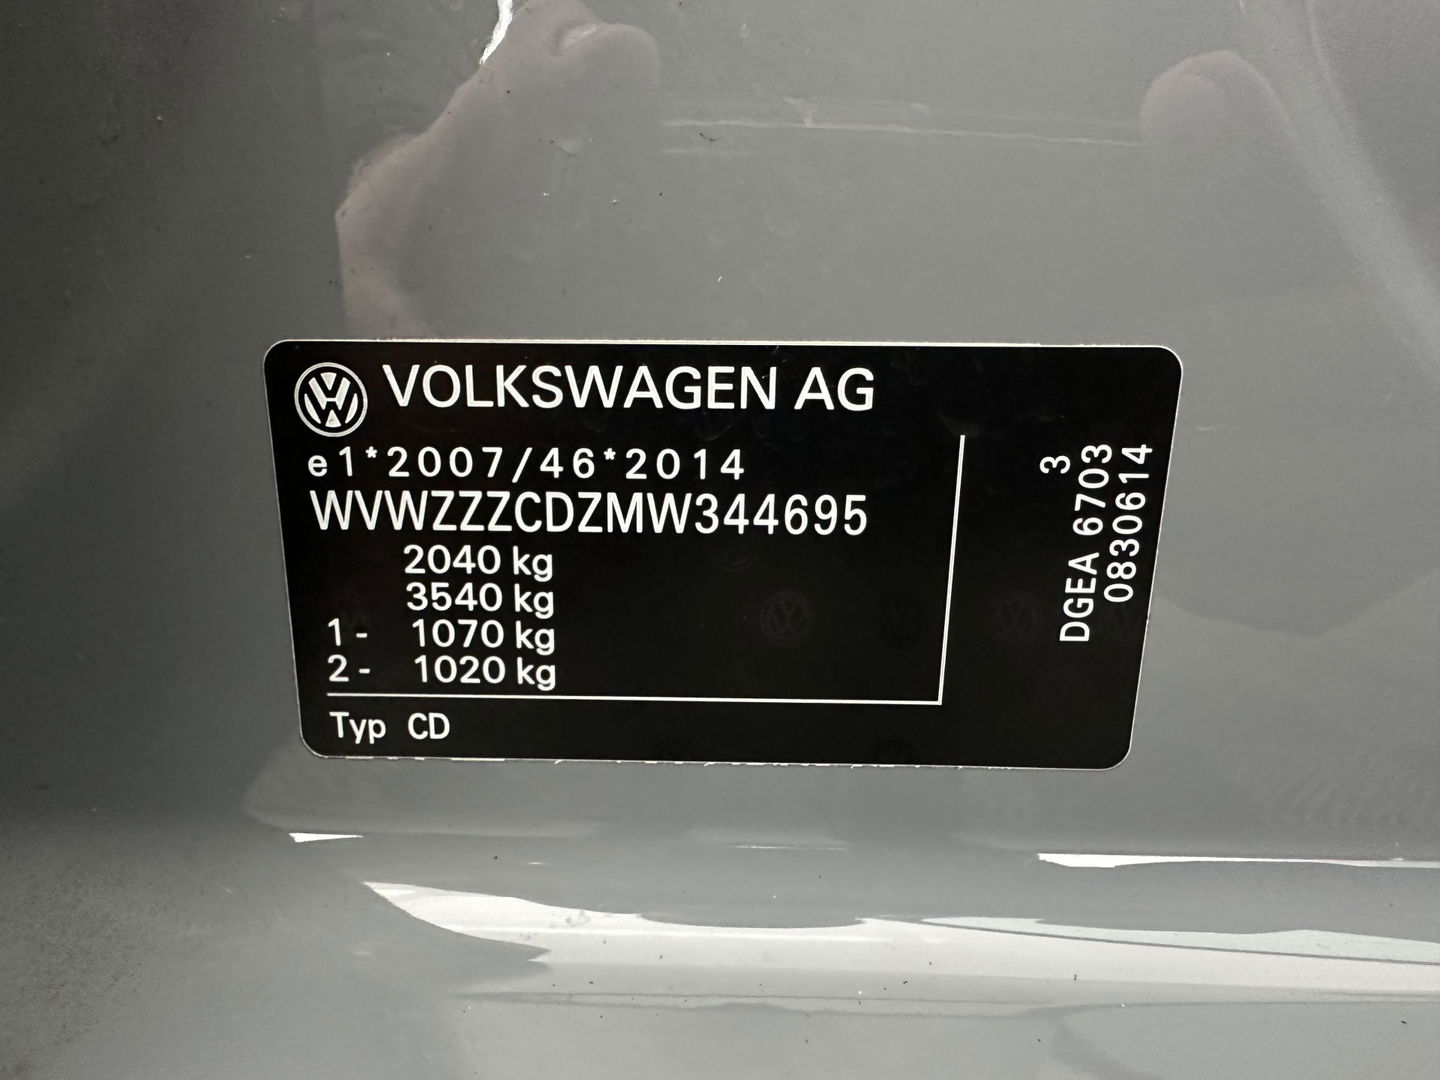 VOLKSWAGEN AG
e1*2007/46*2014
WVWZZZCDZMW344695
2040 kg
3540 kg
1- 1070 kg
2- 1020 kg
Typ CD
3
DGEA 6703
0830614